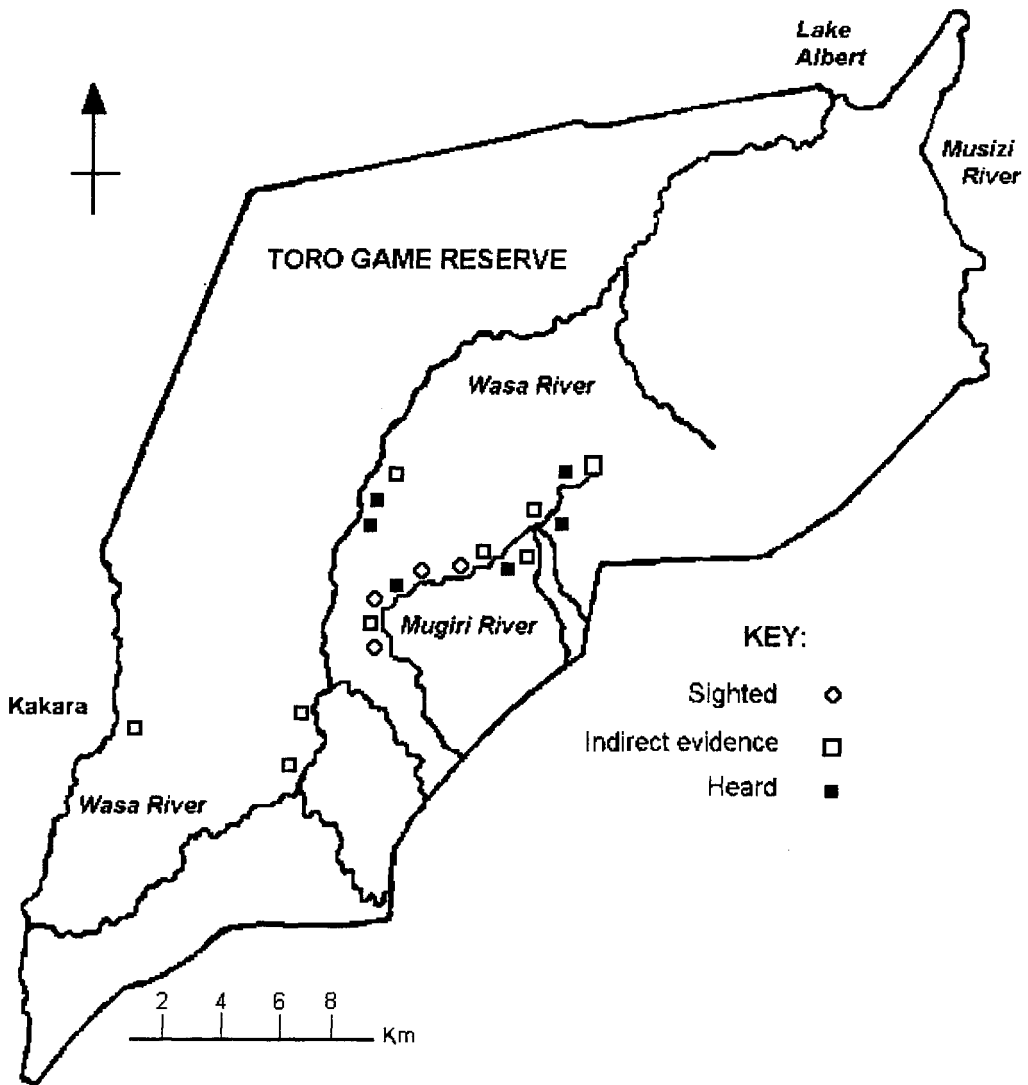 Lake
Albert
Musizi
River
TORO GAME RESERVE
Wasa River
Mugiri River
KEY:
Sighted
Indirect evidence
Heard
Kakara
Wasa River
2 4 6 8
Km